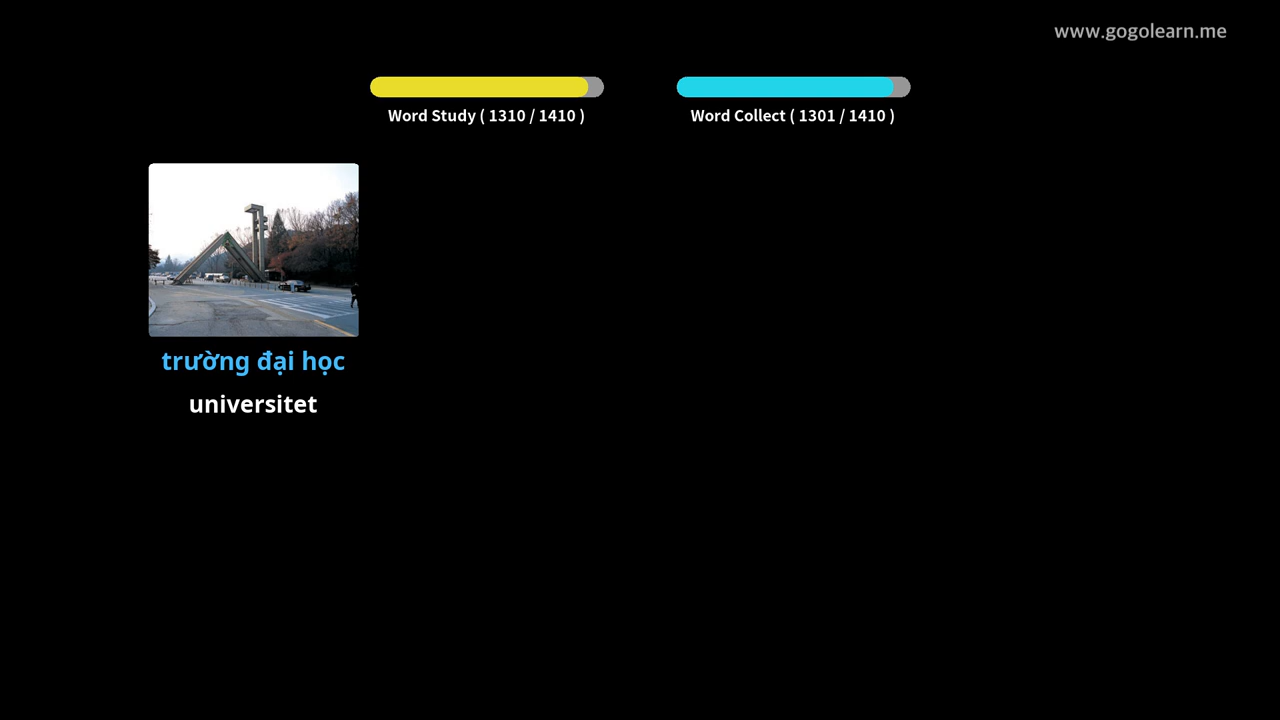 www.gogolearn.me
Word Study ( 1310 / 1410 )
Word Collect ( 1301 / 1410 )
trường đại học
universitet